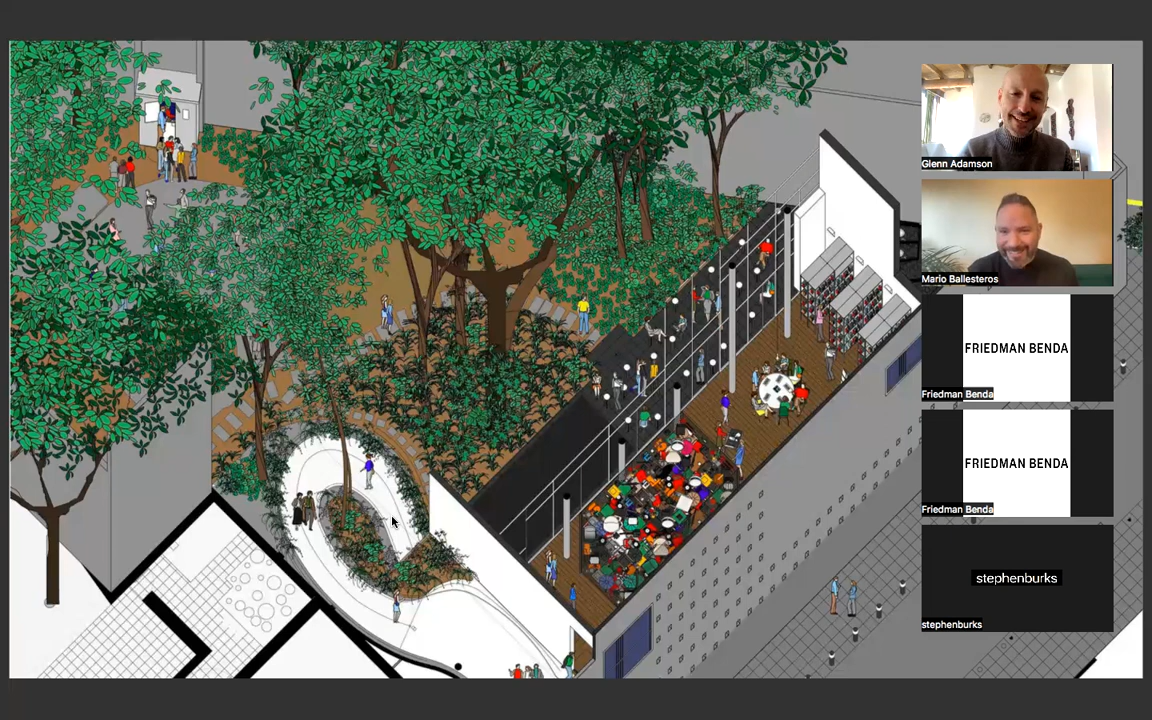 Glenn Adamson
Mario Ballesteros
FRIEDMAN BENDA
Friedman Benda
FRIEDMAN BENDA
Friedman Benda
stephenburks
stephenburks